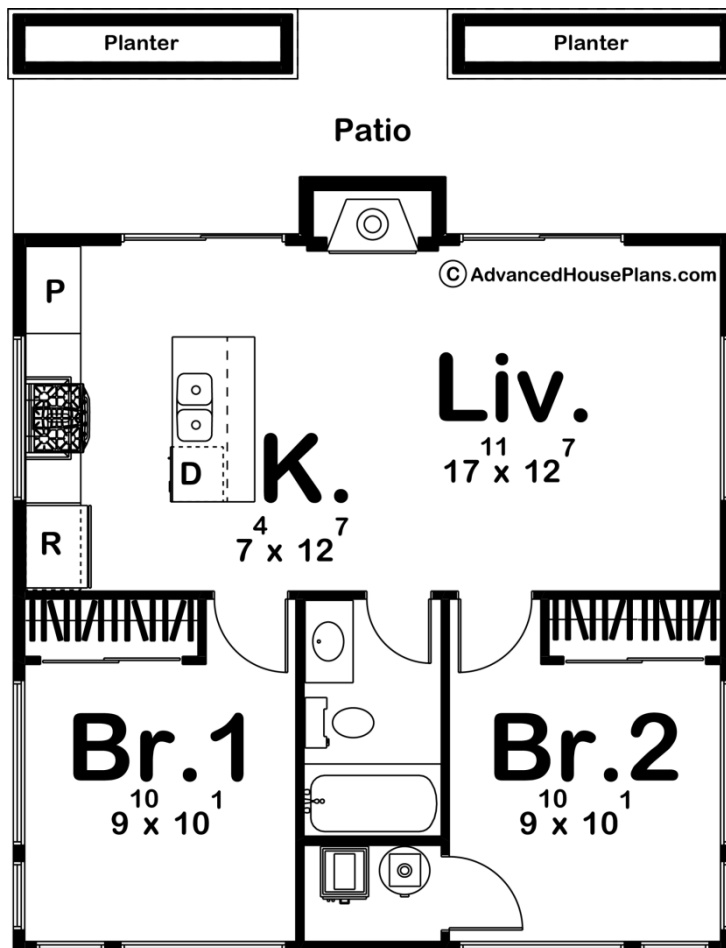 Planter
Planter
Patio
© AdvancedHousePlans.com
P
Liv.
17 11 x 12 7
D
K.
7 4 x 12 7
R
Br.1
9 10 x 10 1
Br.2
9 10 x 10 1